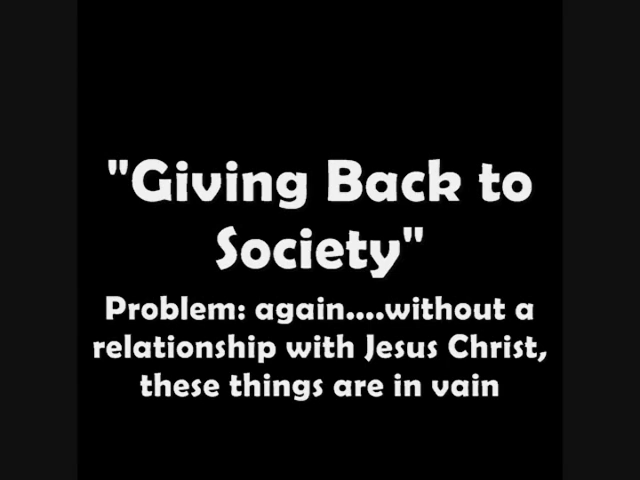 "Giving Back to
Society"
Problem: again....without a
relationship with Jesus Christ,
these things are in vain